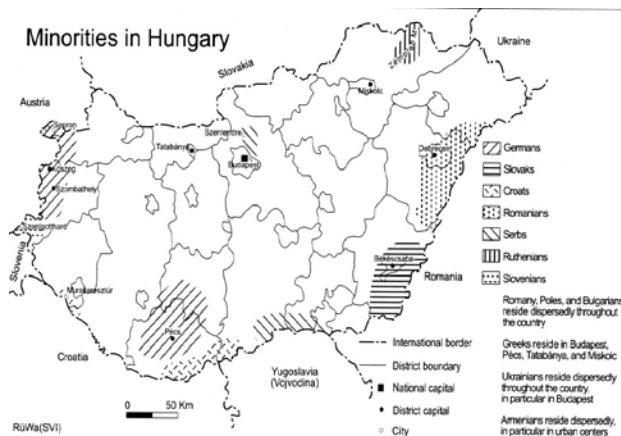 Minorities in Hungary
Ukraine
Slovakia
Austria
Miskolc
Sopron
Szentendre
Tatabánya
Budapest
Debrecen
Kőszeg
Szombathely
Szentgotthárd
Slovenia
Békéscsaba
Romania
Murakeresztúr
Pécs
Croatia
Yugoslavia
(Vojvodina)
0 50 Km
RüWa(SVI)
Germans
Slovaks
Croats
Romanians
Serbs
Ruthenians
Slovenians
International border
District boundary
National capital
District capital
City
Romany, Poles, and Bulgarians
reside dispersedly throughout
the country
Greeks reside in Budapest,
Pécs, Tatabánya, and Miskolc
Ukrainians reside dispersedly
throughout the country,
in particular in Budapest
Armenians reside dispersedly,
in particular in urban centers